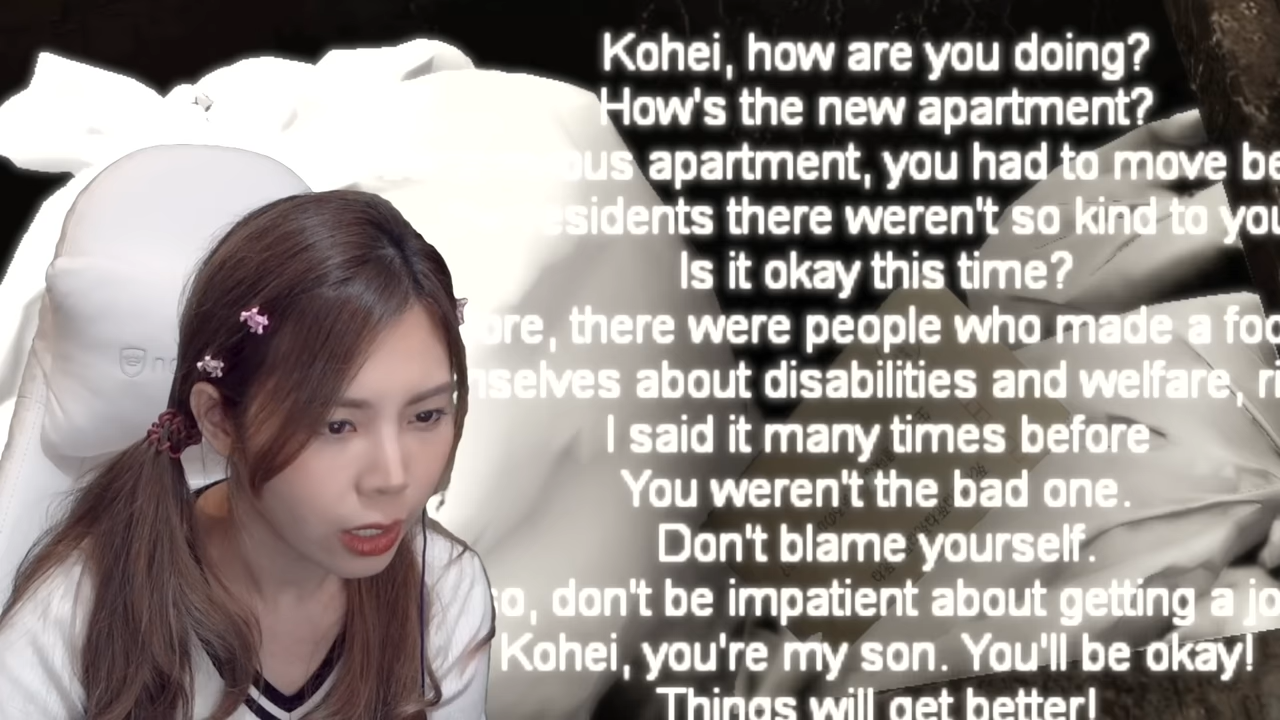 Kohei, how are you doing?
How's the new apartment?
apartment, you had to move
there weren't so kind to
Is it okay this time?
there were people who made a
about disabilities and welfare,
I said it many times before
You weren't the bad one.
Don't blame yourself.
don't be impatient about getting a
Kohei, you're my son. You'll be okay!
Things will get better!